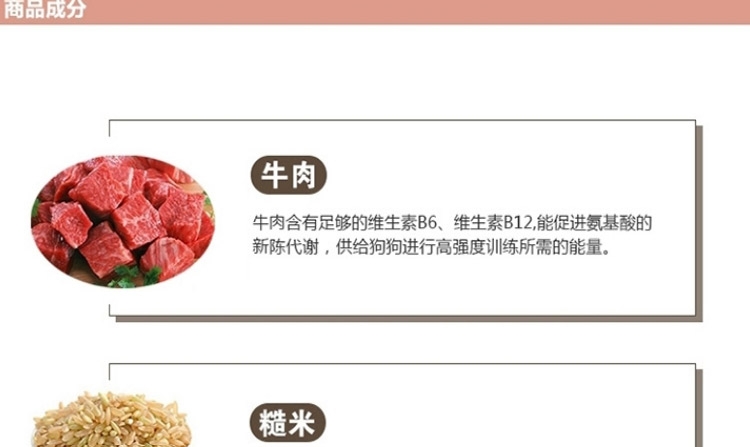 商品成分
牛肉
牛肉含有足够的维生素B6、维生素B12,能促进氨基酸的
新陈代谢，供给狗狗进行高强度训练所需的能量。
糙米